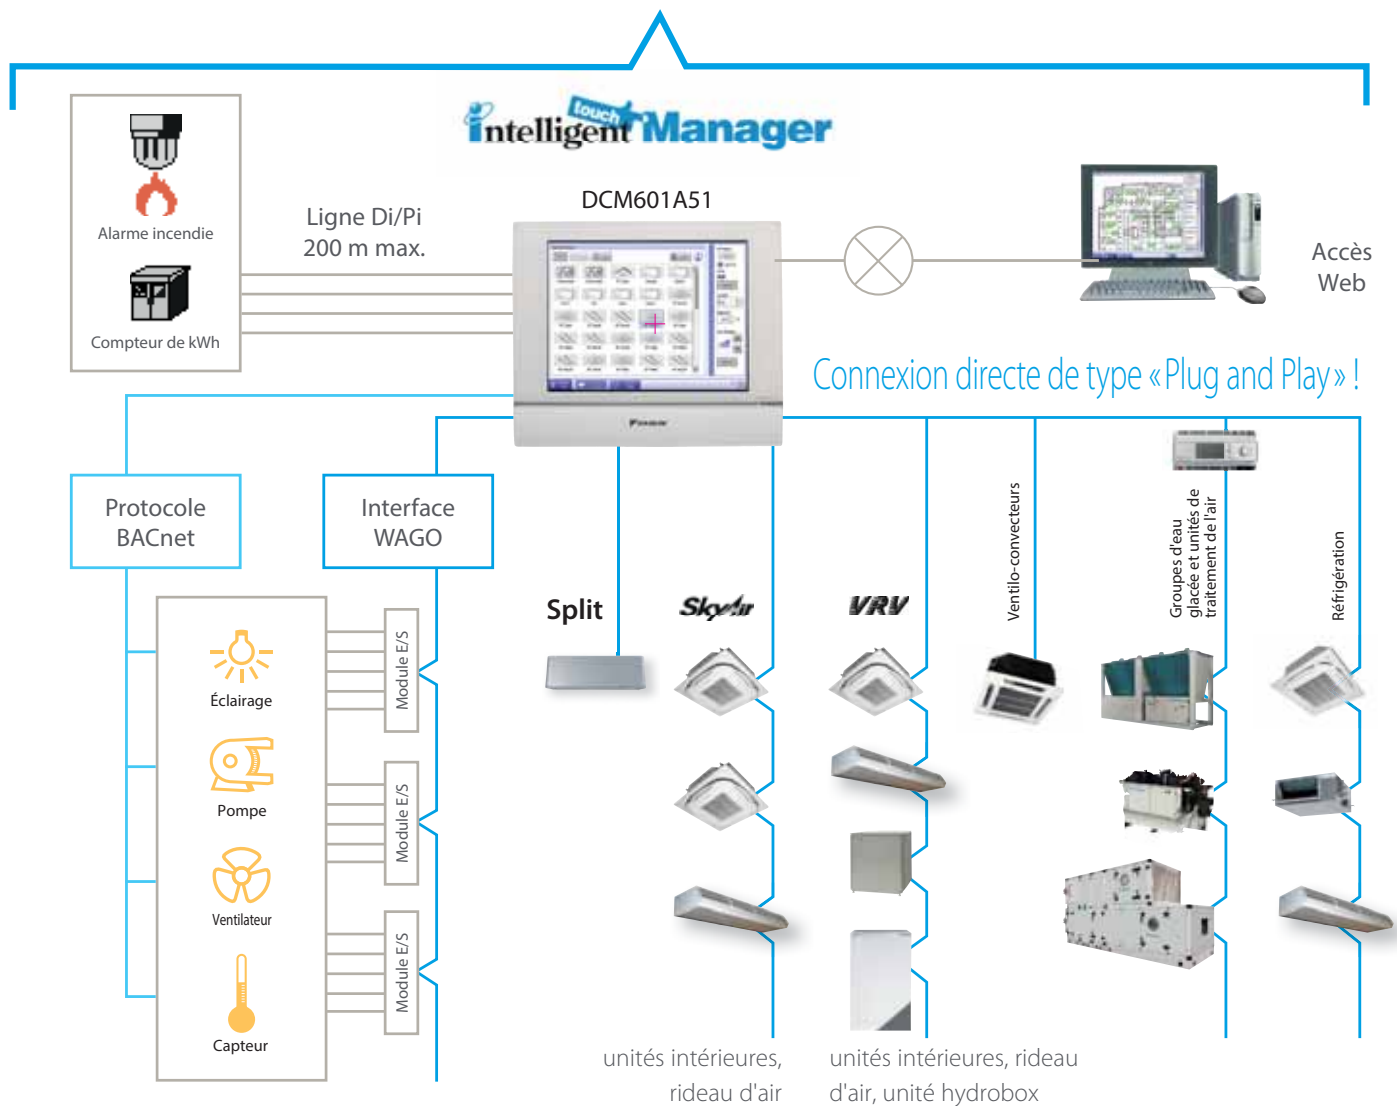 intelligent touch Manager
DCM601A51
Alarme incendie
Compteur de kWh
Ligne Di/Pi
200 m max.
Accès
Web
DAIKIN
Connexion directe de type « Plug and Play » !
Protocole
BACnet
Interface
WAGO
Éclairage
Pompe
Ventilateur
Capteur
Module E/S
Module E/S
Module E/S
Split
SkyAir
VRV
Ventilo-convecteurs
Groupes d'eau
glacée et unités de
traitement de l'air
Réfrigération
unités intérieures,
rideau d'air
unités intérieures, rideau
d'air, unité hydrobox